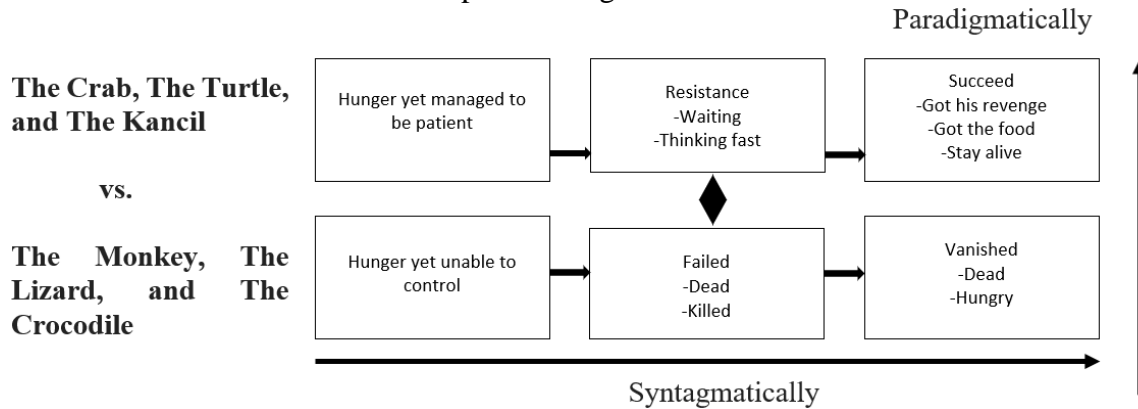 Paradigmatically
The Crab, The Turtle,
and The Kancil
Hunger yet managed to
be patient
Resistance
-Waiting
-Thinking fast
Succeed
-Got his revenge
-Got the food
-Stay alive
vs.
The Monkey, The
Lizard, and The
Crocodile
Hunger yet unable to
control
Failed
-Dead
-Killed
Vanished
-Dead
-Hungry
Syntagmatically